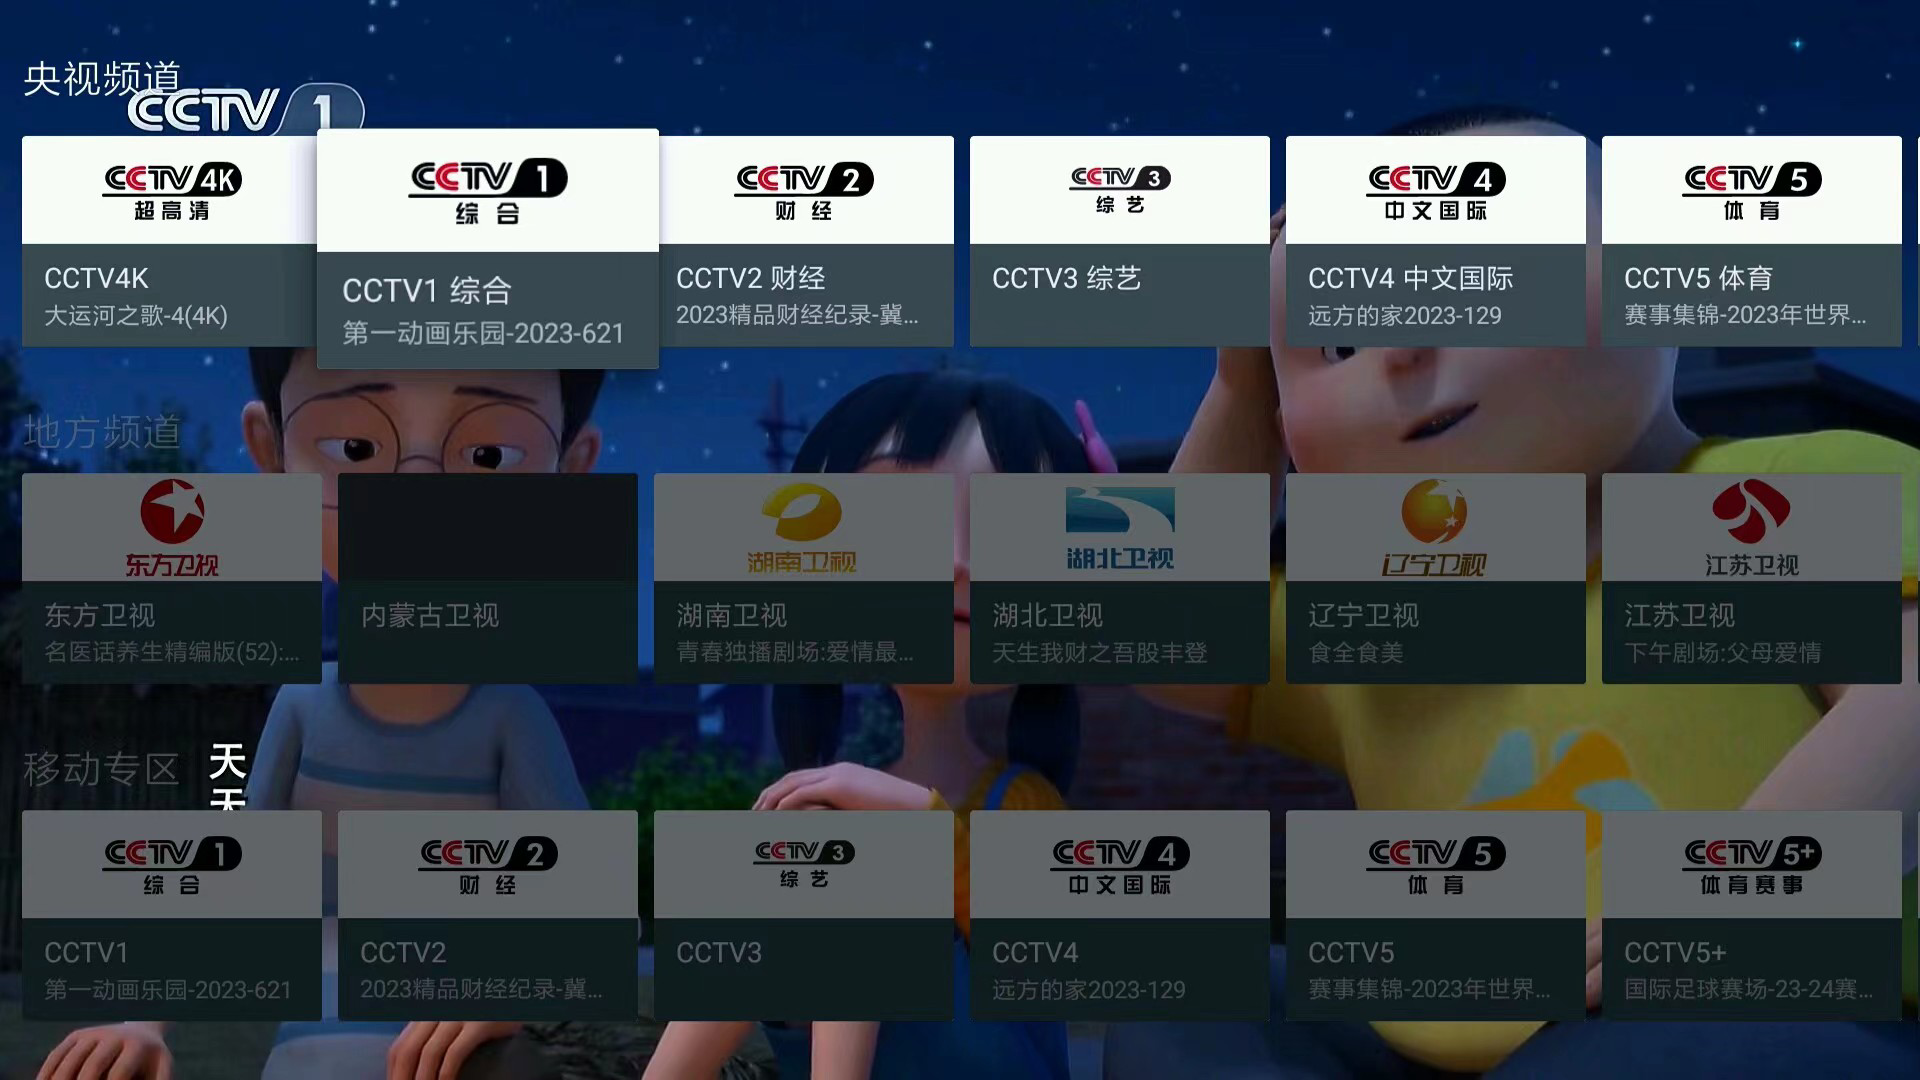 央视频道
CCTV 1
CCTV 4K
超高清
CCTV4K
大运河之歌-4(4K)
CCTV 1
综合
CCTV1 综合
第一动画乐园-2023-621
CCTV 2
财经
CCTV2 财经
2023精品财经纪录-冀...
CCTV 3
综艺
CCTV3 综艺
CCTV 4
中文国际
CCTV4 中文国际
远方的家2023-129
CCTV 5
体育
CCTV5 体育
赛事集锦-2023年世界...
地方频道
东方卫视
东方卫视
名医话养生精编版(52):...
内蒙古卫视
湖南卫视
湖南卫视
青春独播剧场:爱情最...
湖北卫视
湖北卫视
天生我财之吾股丰登
辽宁卫视
辽宁卫视
食全食美
江苏卫视
江苏卫视
下午剧场:父母爱情
移动专区
天
天
CCTV 1
综合
CCTV1
第一动画乐园-2023-621
CCTV 2
财经
CCTV2
2023精品财经纪录-冀...
CCTV 3
综艺
CCTV3
CCTV 4
中文国际
CCTV4
远方的家2023-129
CCTV 5
体育
CCTV5
赛事集锦-2023年世界...
CCTV 5+
体育赛事
CCTV5+
国际足球赛场-23-24赛...